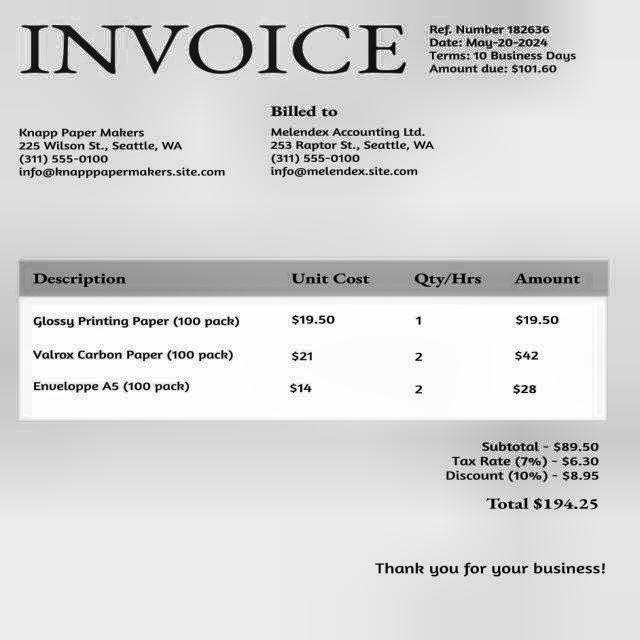 INVOICE
Ref. Number 182636
Date: May-20-2024
Terms: 10 Business Days
Amount due: $101.60
Billed to
Knapp Paper Makers
225 Wilson St., Seattle, WA
(311) 555-0100
info@knapppapermakers.site.com
Melendex Accounting Ltd.
253 Raptor St., Seattle, WA
(311) 555-0100
info@melendex.site.com
Description Unit Cost Qty/Hrs Amount
Glossy Printing Paper (100 pack) $19.50 1 $19.50
Valrox Carbon Paper (100 pack) $21 2 $42
Enveloppe A5 (100 pack) $14 2 $28
Subtotal - $89.50
Tax Rate (7%) - $6.30
Discount (10%) - $8.95
Total $194.25
Thank you for your business!